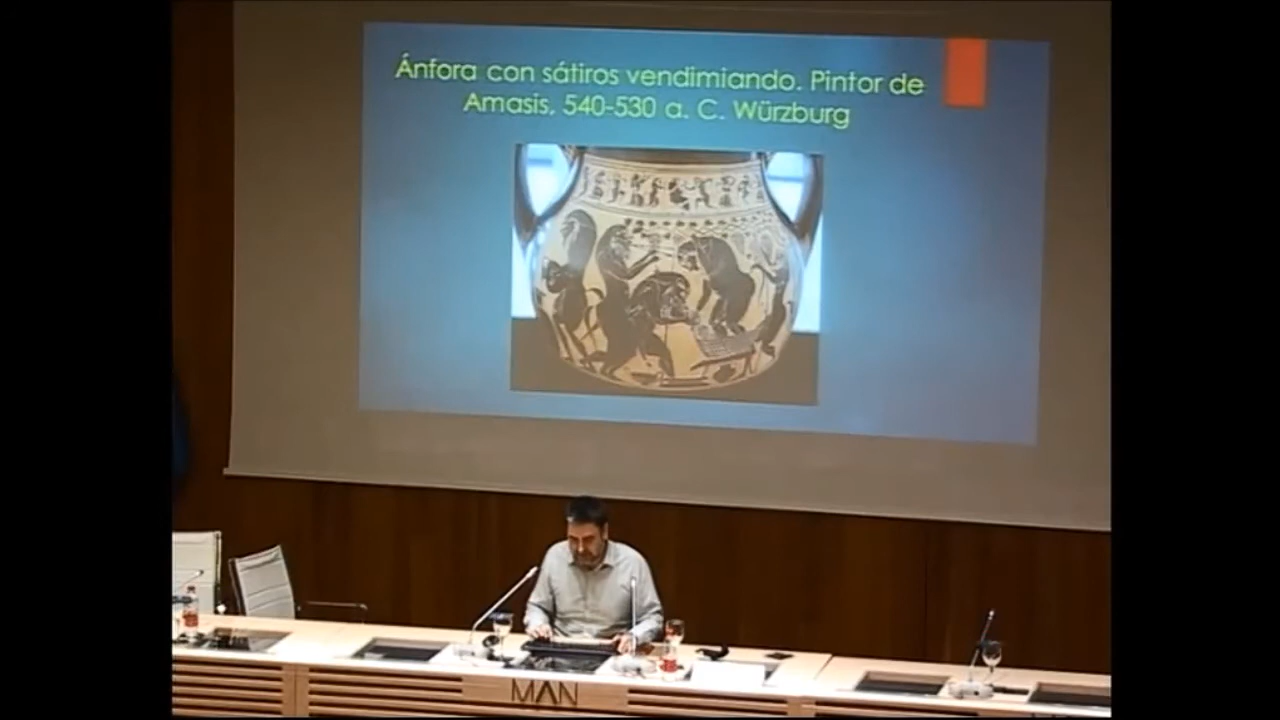 Ánfora con sátiros vendimiando. Pintor de
Amasis. 540-530 a. C. Würzburg
MAN